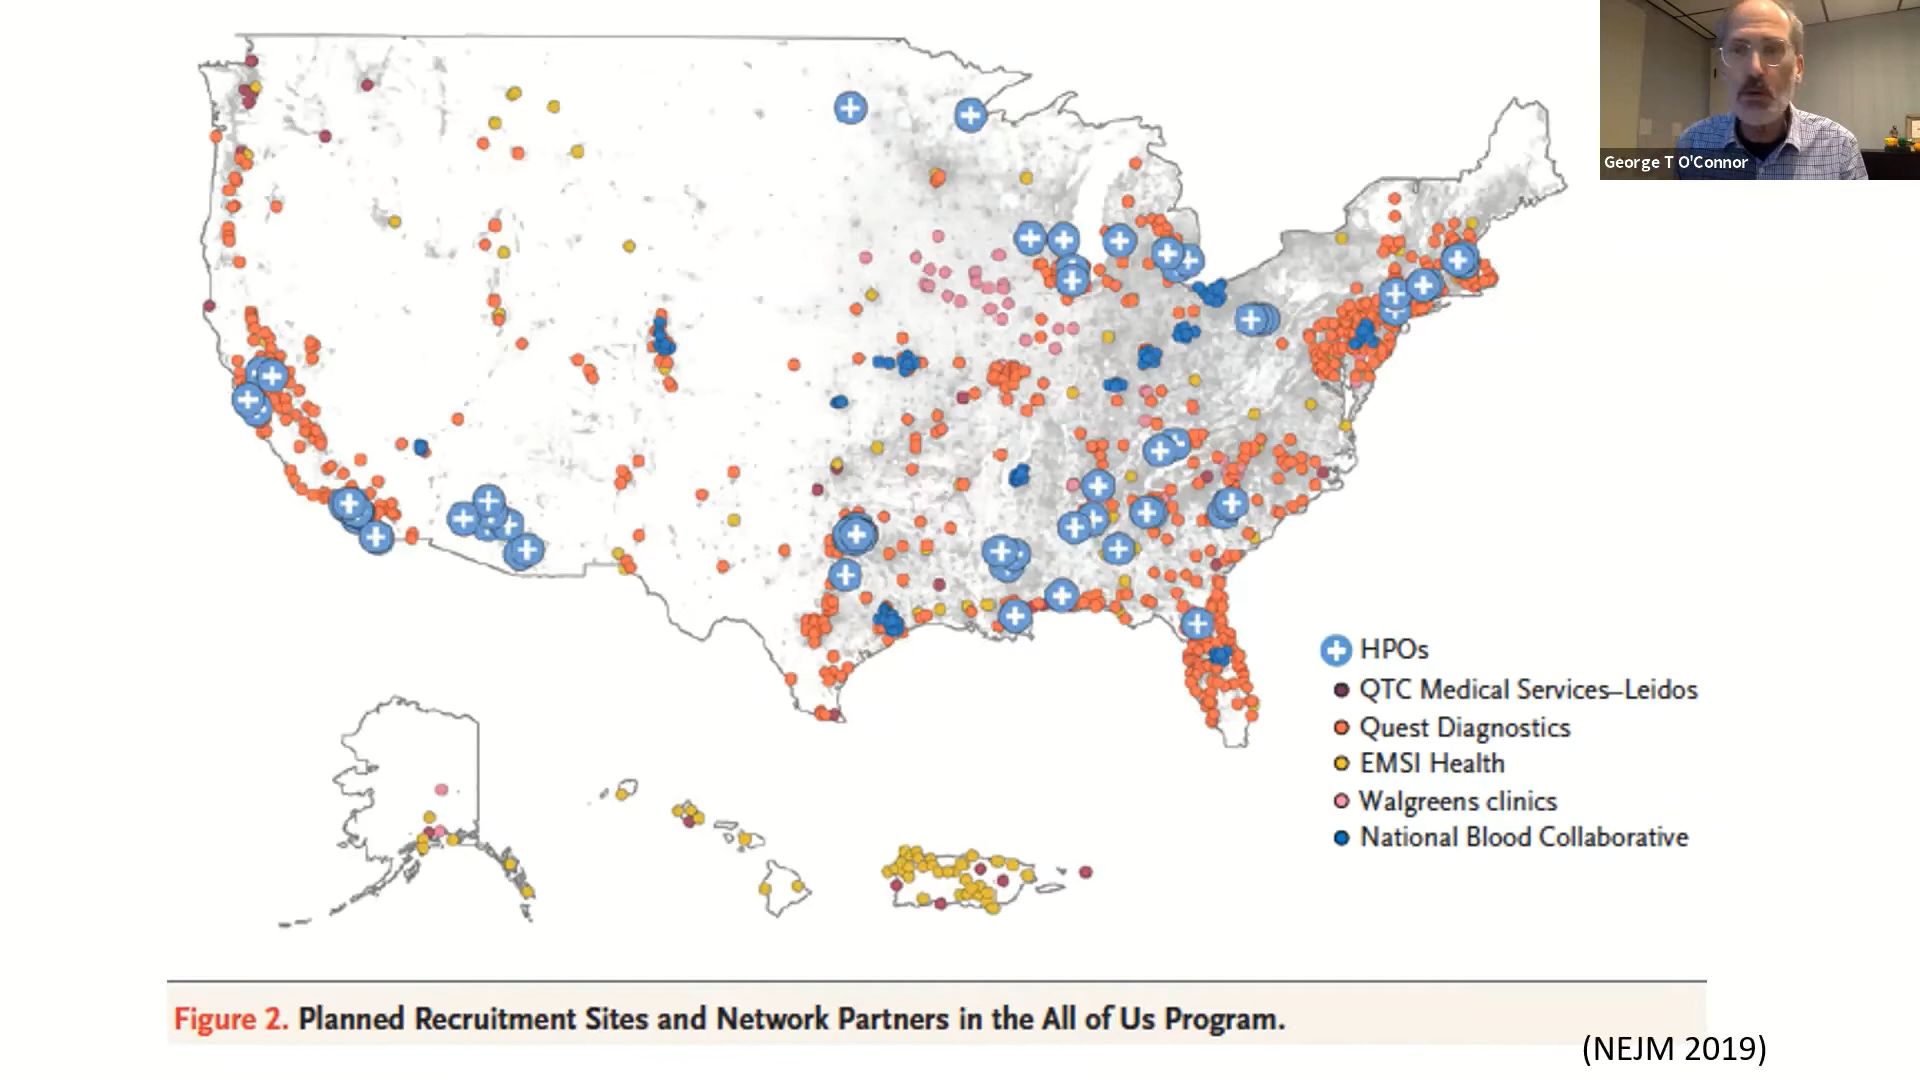 George T O'Connor
HPOs
QTC Medical Services–Leidos
Quest Diagnostics
EMSI Health
Walgreens clinics
National Blood Collaborative
Figure 2. Planned Recruitment Sites and Network Partners in the All of Us Program.
(NEJM 2019)